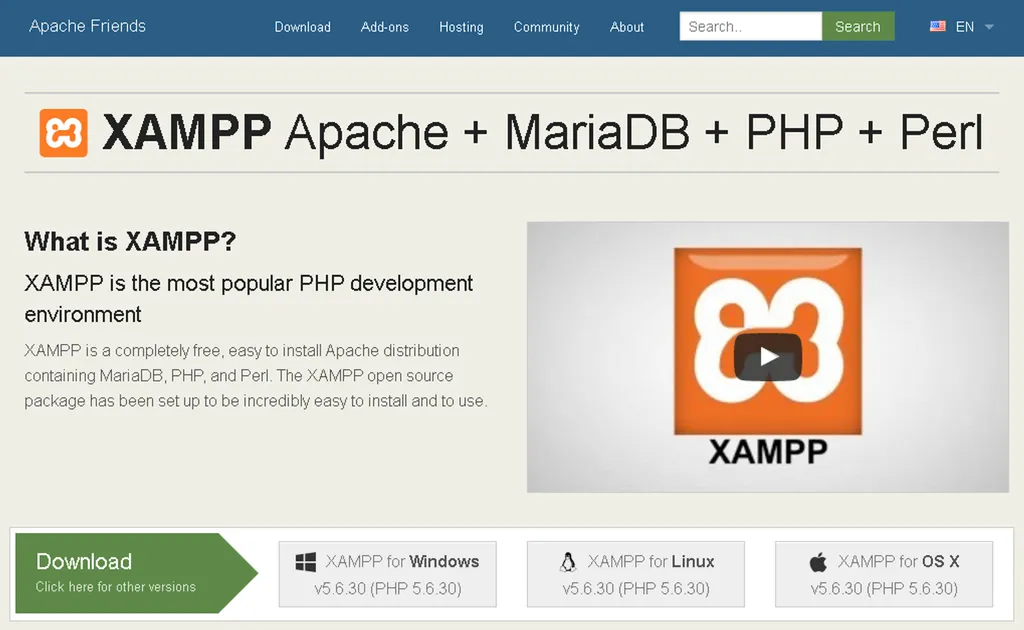 Apache Friends
Download
Add-ons
Hosting
Community
About
Search..
Search
EN
XAMPP Apache + MariaDB + PHP + Perl
What is XAMPP?
XAMPP is the most popular PHP development
environment
XAMPP is a completely free, easy to install Apache distribution
containing MariaDB, PHP, and Perl. The XAMPP open source
package has been set up to be incredibly easy to install and to use.
XAMPP
Download
Click here for other versions
XAMPP for Windows
v5.6.30 (PHP 5.6.30)
XAMPP for Linux
v5.6.30 (PHP 5.6.30)
XAMPP for OS X
v5.6.30 (PHP 5.6.30)